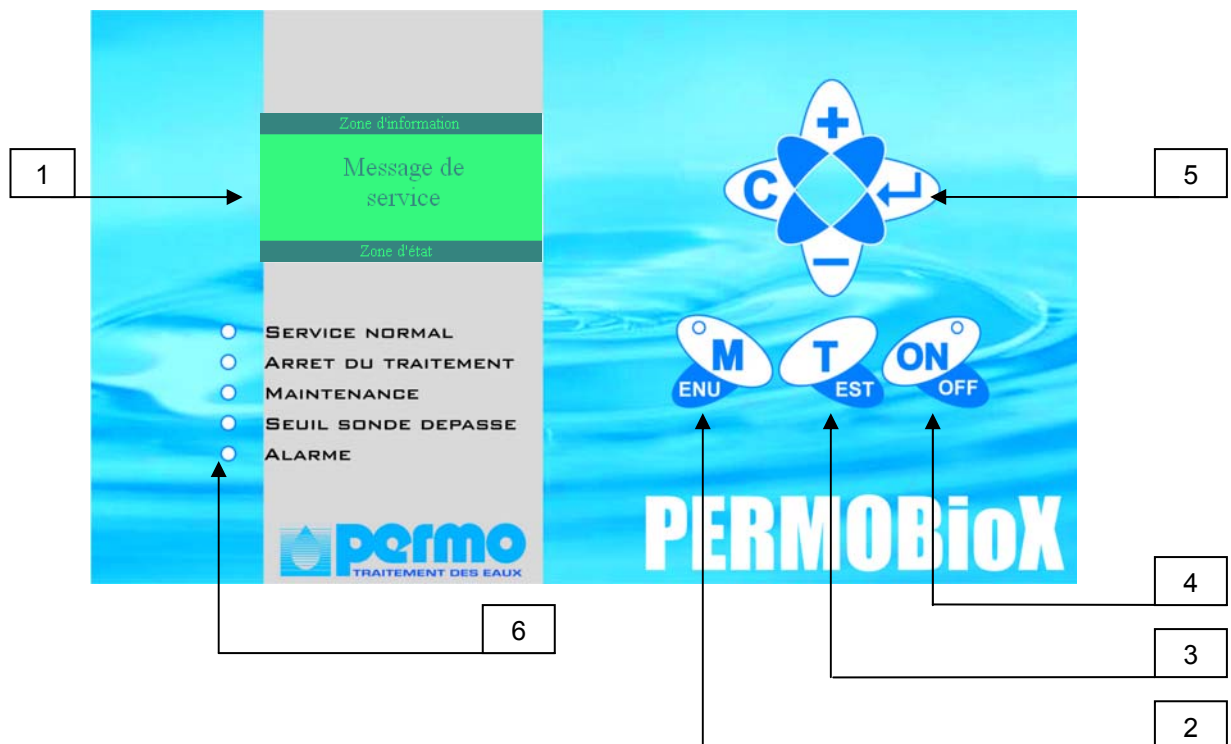 Zone d'information
Message de
service
Zone d'état
1
5
+
C
−
SERVICE NORMAL
ARRET DU TRAITEMENT
MAINTENANCE
SEUIL SONDE DEPASSE
ALARME
M
ENU
T
EST
ON
OFF
permo
TRAITEMENT DES EAUX
PERMOBioX
4
6
3
2